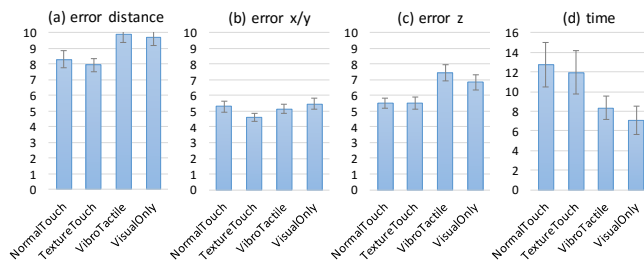 (a) error distance
10
9
8
7
6
5
4
3
2
1
0
NormalTouch
TextureTouch
VibroTactile
VisualOnly
(b) error x/y
10
9
8
7
6
5
4
3
2
1
0
NormalTouch
TextureTouch
VibroTactile
VisualOnly
(c) error z
10
9
8
7
6
5
4
3
2
1
0
NormalTouch
TextureTouch
VibroTactile
VisualOnly
(d) time
16
14
12
10
8
6
4
2
0
NormalTouch
TextureTouch
VibroTactile
VisualOnly